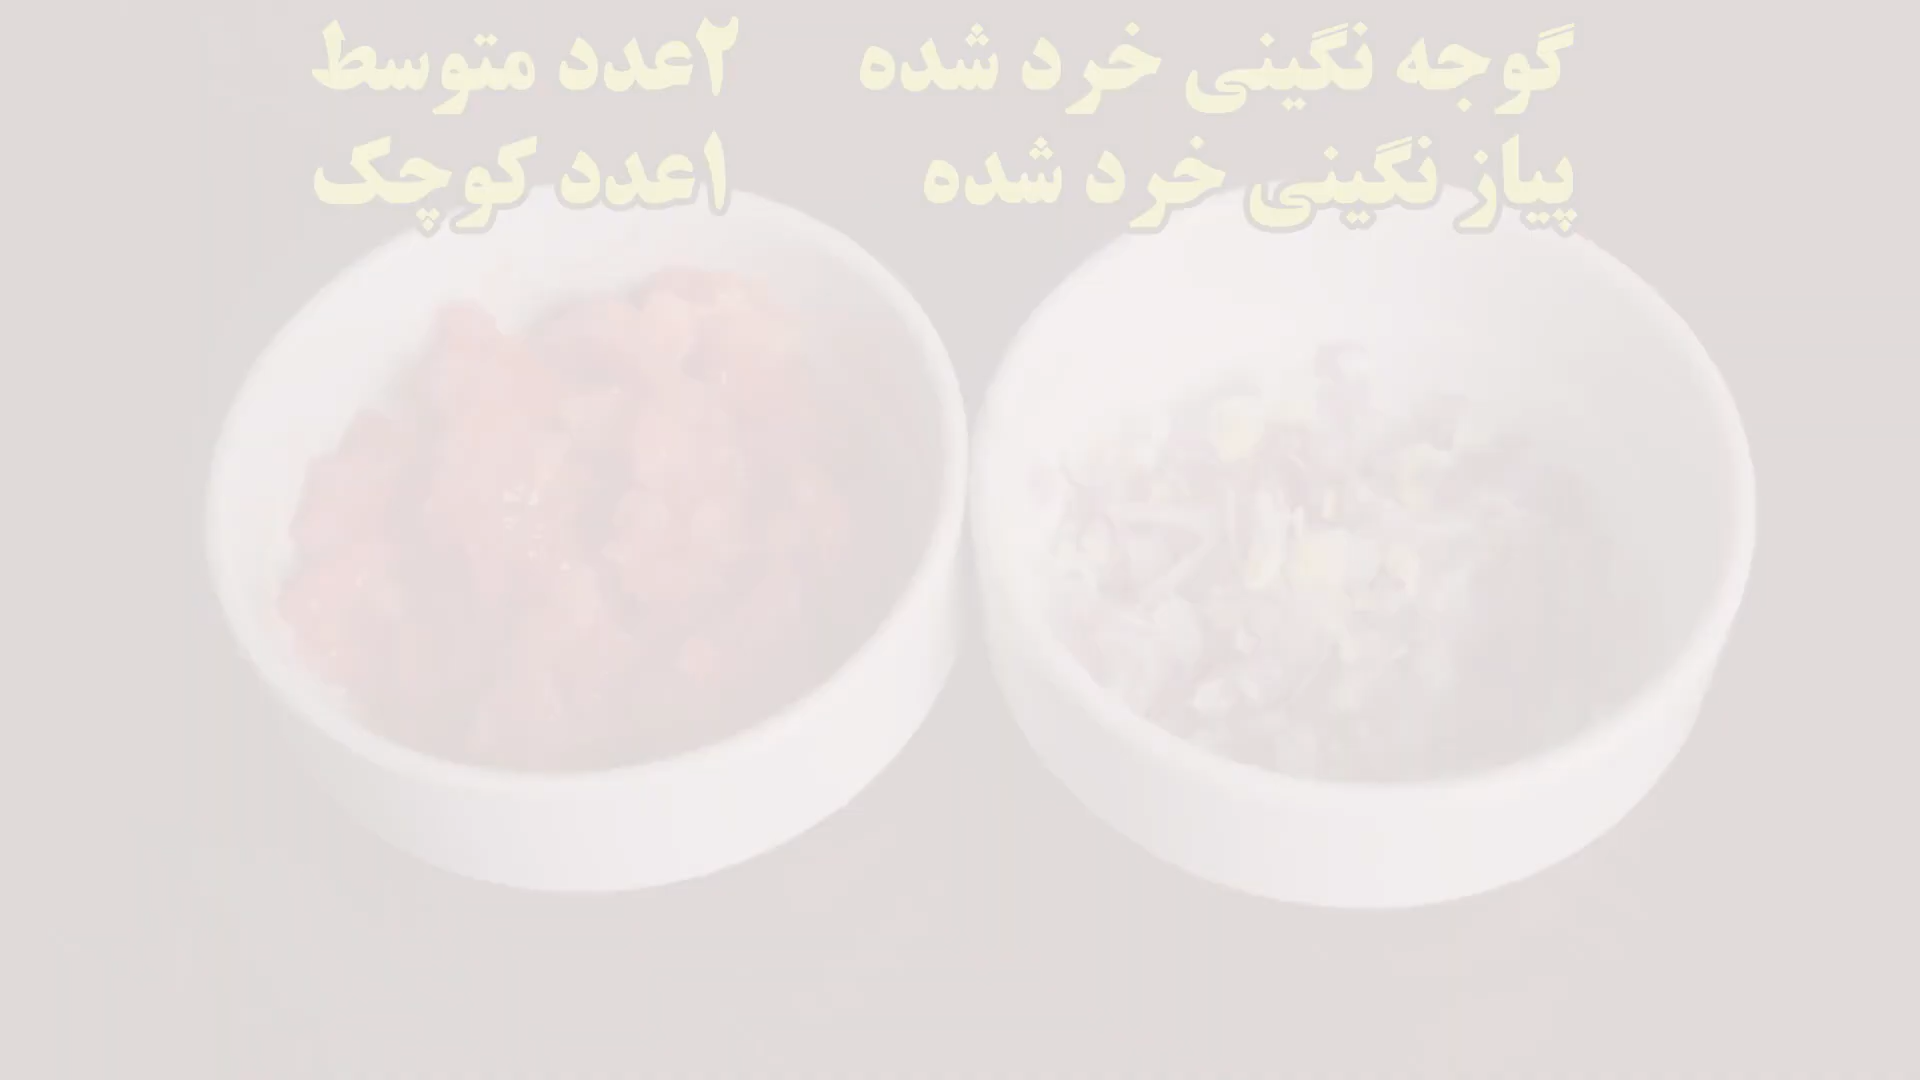 گوجه نگینی خرد شده ۲عدد متوسط
پیاز نگینی خرد شده ۱عدد کوچک